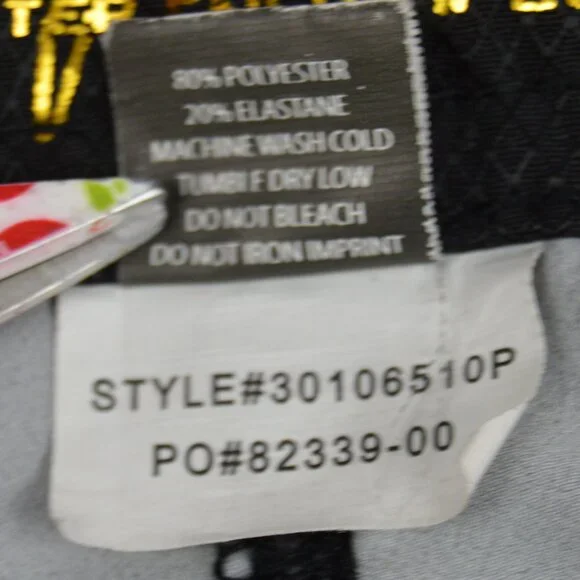 80% POLYESTER
20% ELASTANE
MACHINE WASH COLD
TUMBLE DRY LOW
DO NOT BLEACH
DO NOT IRON IMPRINT
STYLE#30106510P
PO#82339-00